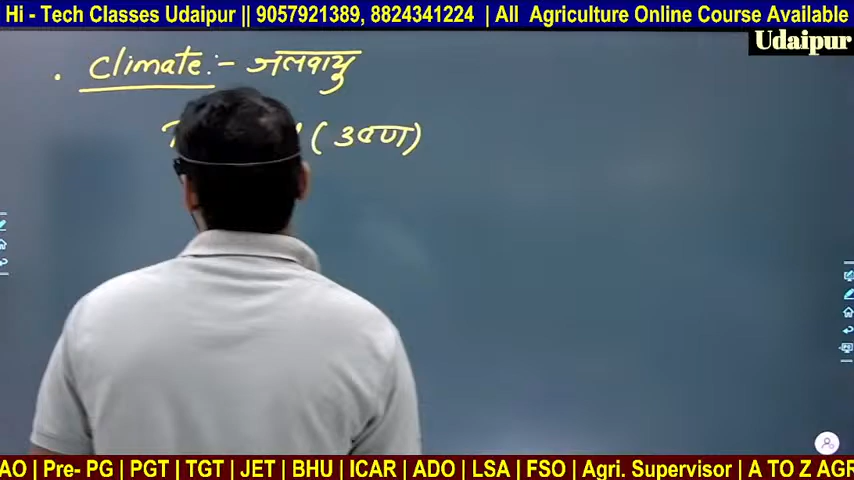 Hi - Tech Classes Udaipur || 9057921389, 8824341224 | All Agriculture Online Course Available
Udaipur
. Climate :- जलवायु
(उष्ण)
AO | Pre- PG | PGT | TGT | JET | BHU | ICAR | ADO | LSA | FSO | Agri. Supervisor | A TO Z AGR